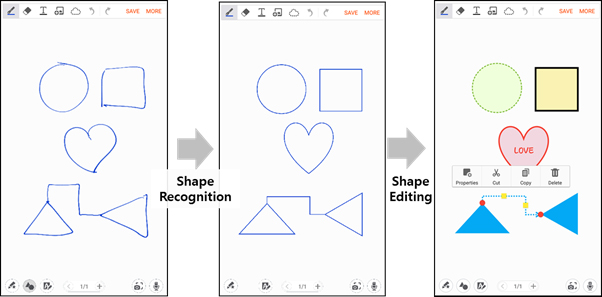 SAVE MORE
SAVE MORE
SAVE MORE
Shape
Recognition
Shape
Editing
LOVE
Properties Cut Copy Delete
1/1
1/1
1/1